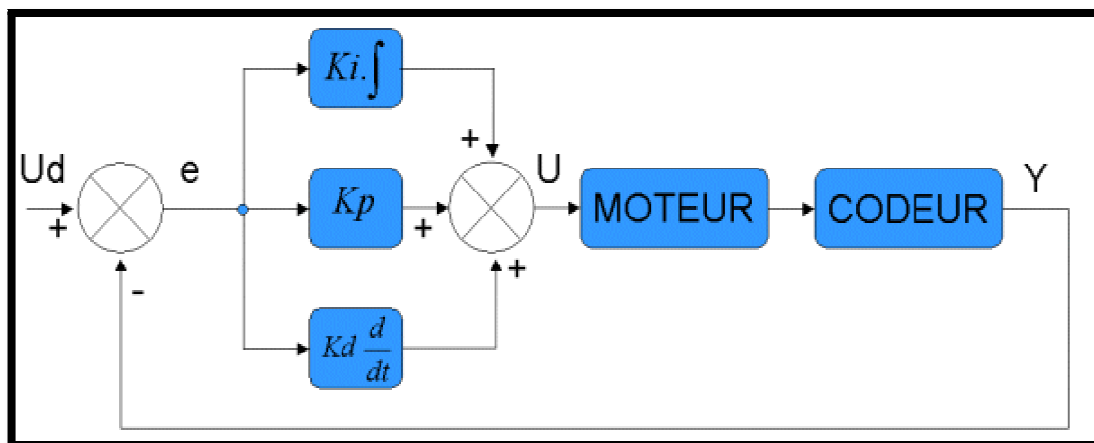 Ki.∫
+
Ud
e
U
Y
Kp
MOTEUR
CODEUR
+
+
+
-
Kd d/dt